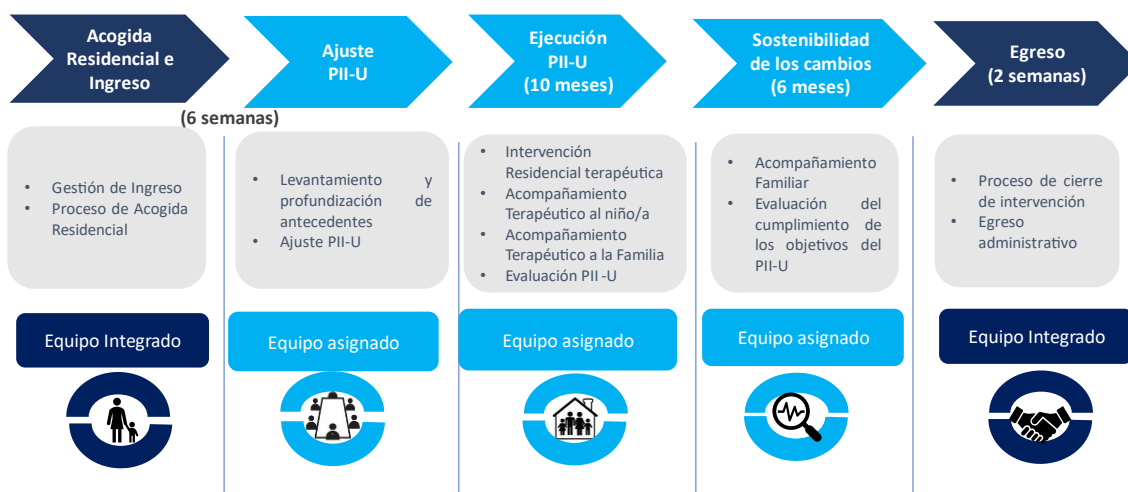 Acogida
Residencial e
Ingreso
Ajuste
PII-U
(6 semanas)
Ejecución
PII-U
(10 meses)
Sostenibilidad
de los cambios
(6 meses)
Egreso
(2 semanas)
• Gestión de Ingreso
• Proceso de Acogida
Residencial
• Levantamiento y
profundización de
antecedentes
• Ajuste PII-U
• Intervención
Residencial terapéutica
• Acompañamiento
Terapéutico al niño/a
• Acompañamiento
Terapéutico a la Familia
• Evaluación PII -U
• Acompañamiento
Familiar
• Evaluación del
cumplimiento de
los objetivos del
PII-U
• Proceso de cierre
de intervención
• Egreso
administrativo
Equipo Integrado
Equipo asignado
Equipo asignado
Equipo asignado
Equipo Integrado